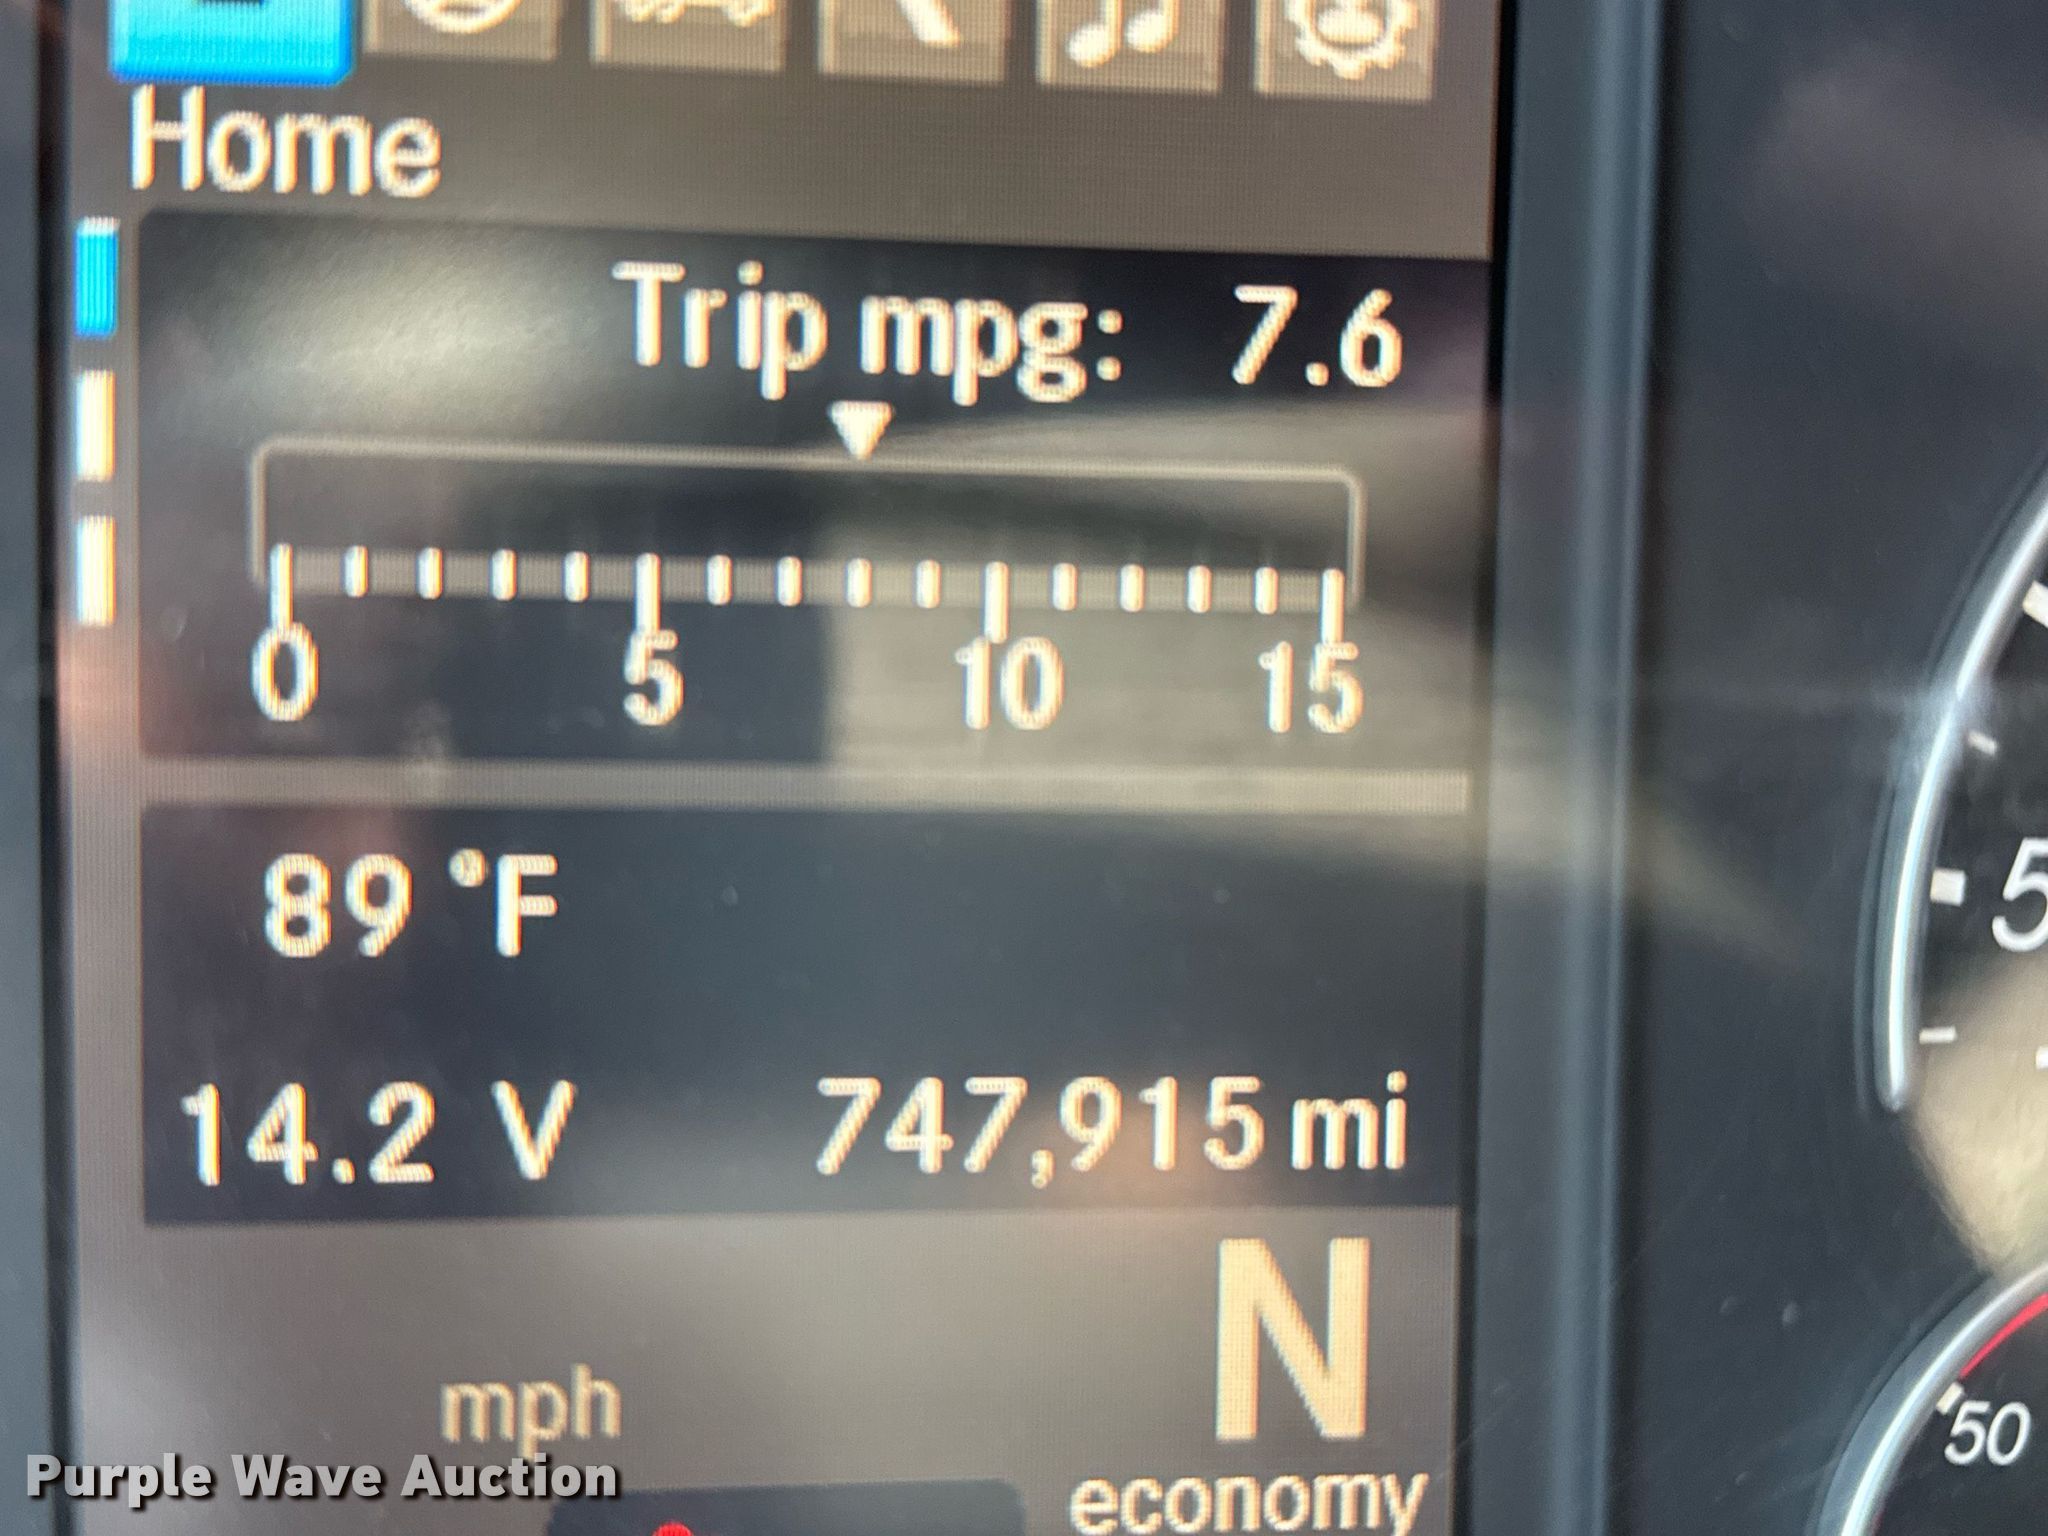 Home
Trip mpg: 7.6
0 5 10 15
89 °F
14.2 V 747,915 mi
N
mph
economy
5
50
Purple Wave Auction